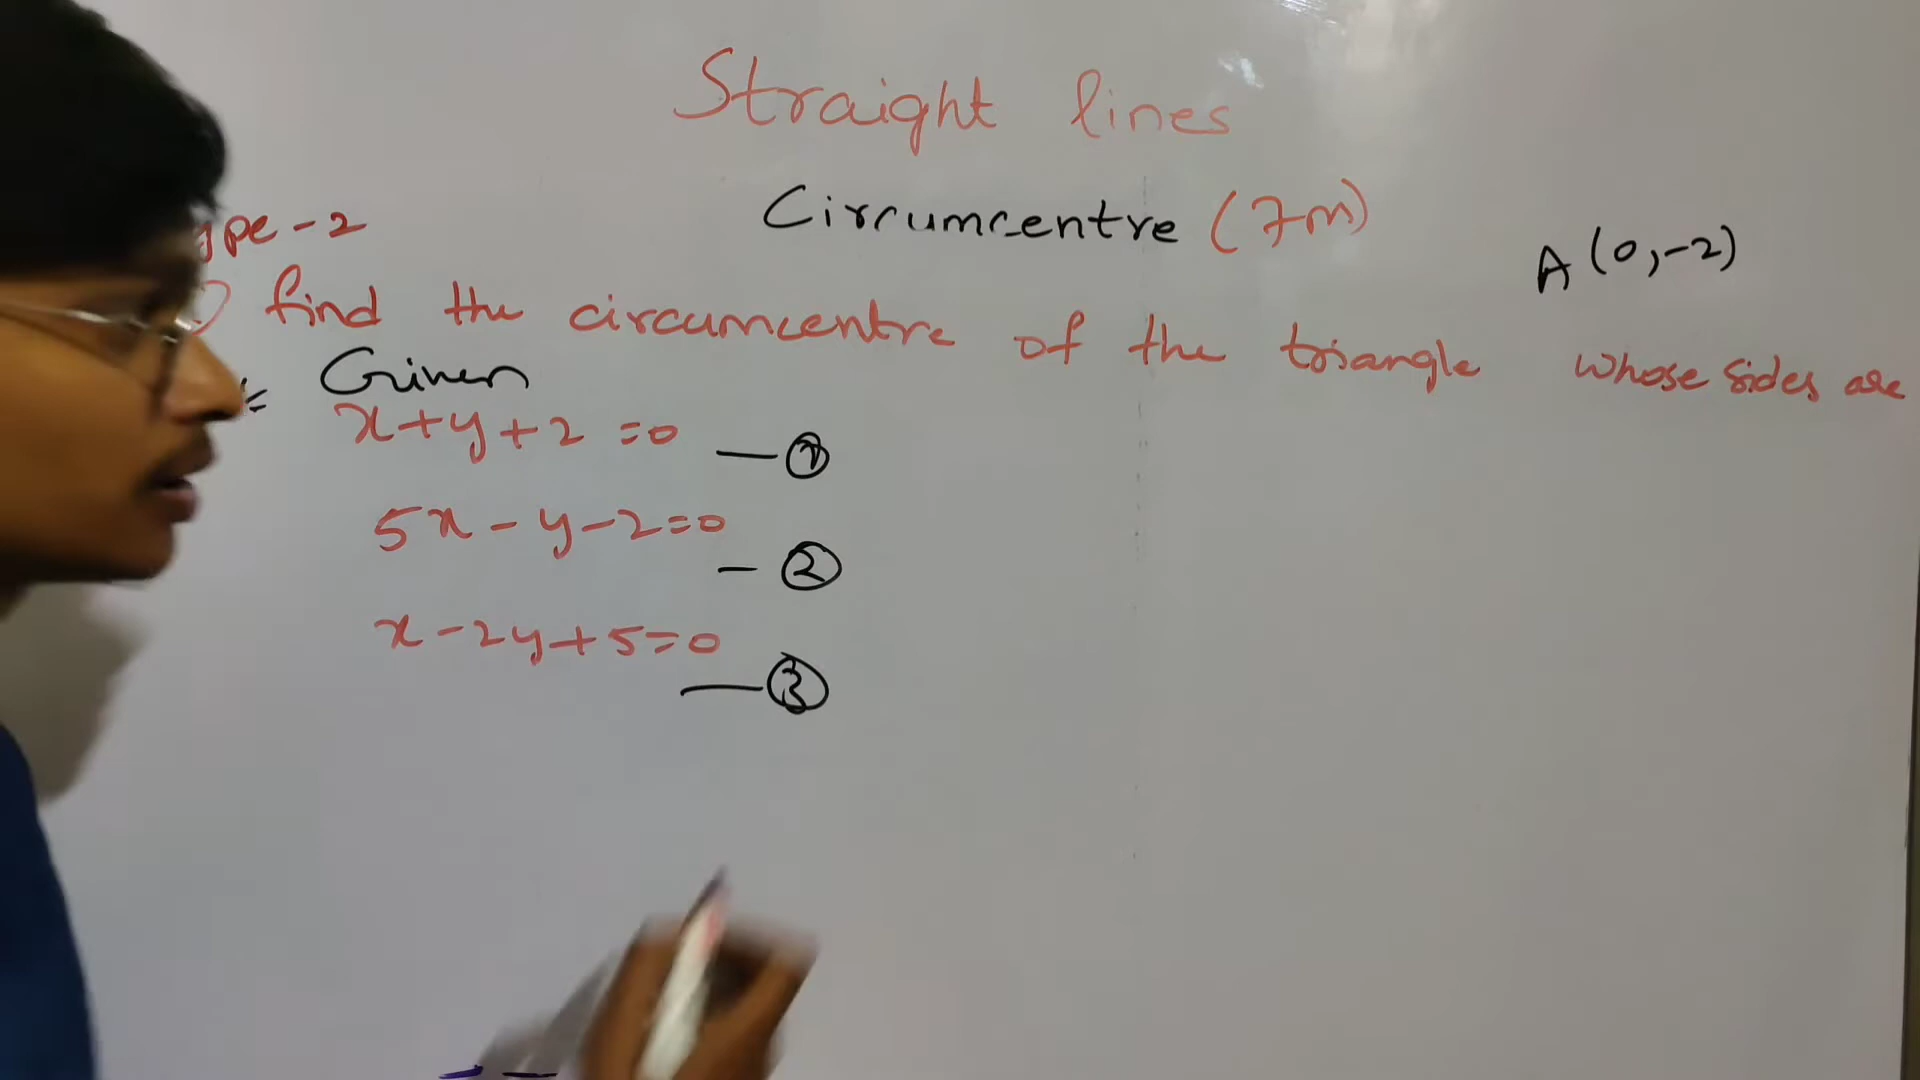 Straight lines
Circumcentre (7m)
ype-2
A (0,-2)
find the circumcentre of the triangle whose sides are
Given
x+y+2=0 — ①
5x-y-2=0 — ②
x-2y+5=0 — ③